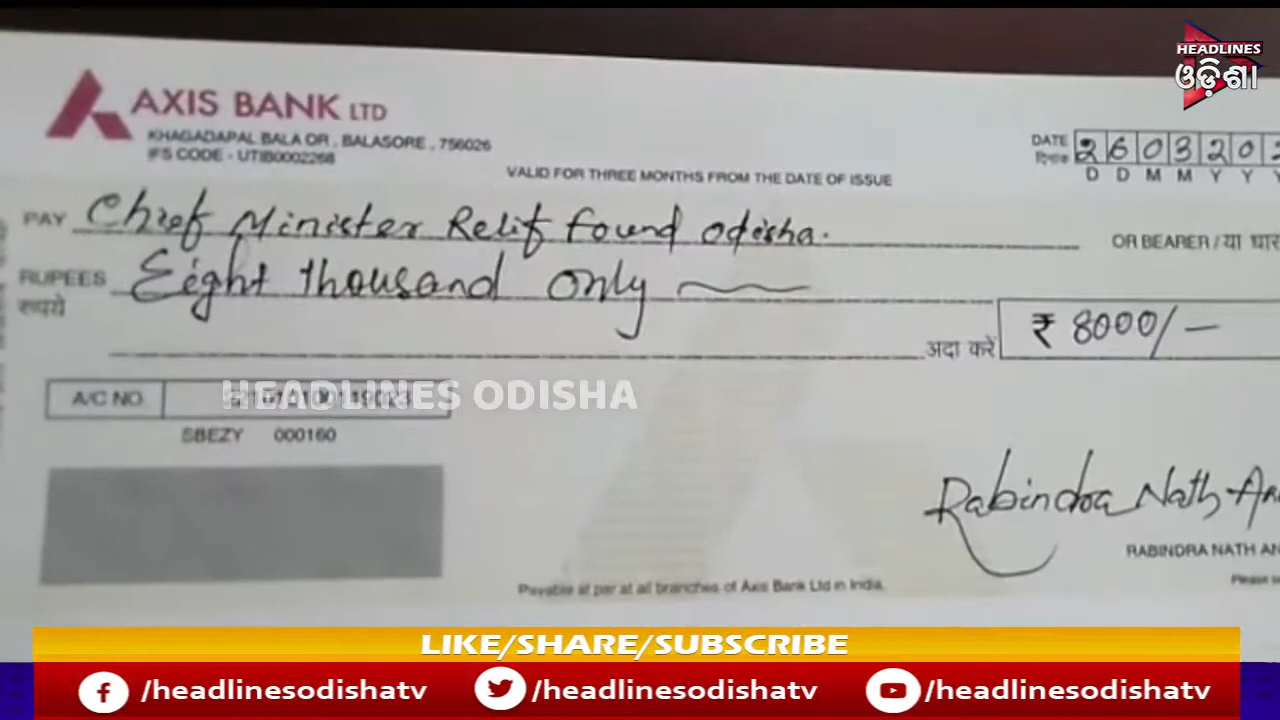 HEADLINES
ଓଡ଼ିଶା
AXIS BANK LTD
KHAGADAPAL BALA OR, BALASORE, 756026
IFS CODE - UTIB0002268
VALID FOR THREE MONTHS FROM THE DATE OF ISSUE
DATE 2 6 0 3 2 0
दिनांक D D M M Y Y
PAY Chief Minister Relif found Odisha.
OR BEARER / या धार
RUPEES Eight thousand Only
रुपये
अदा करें ₹ 8000/-
A/C NO.
HEADLINES ODISHA
SBEZY 000160
Rabindra Nath
RABINDRA NATH AN
Please
Payable at par at all branches of Axis Bank Ltd in India.
LIKE/SHARE/SUBSCRIBE
/headlinesodishatv /headlinesodishatv /headlinesodishatv